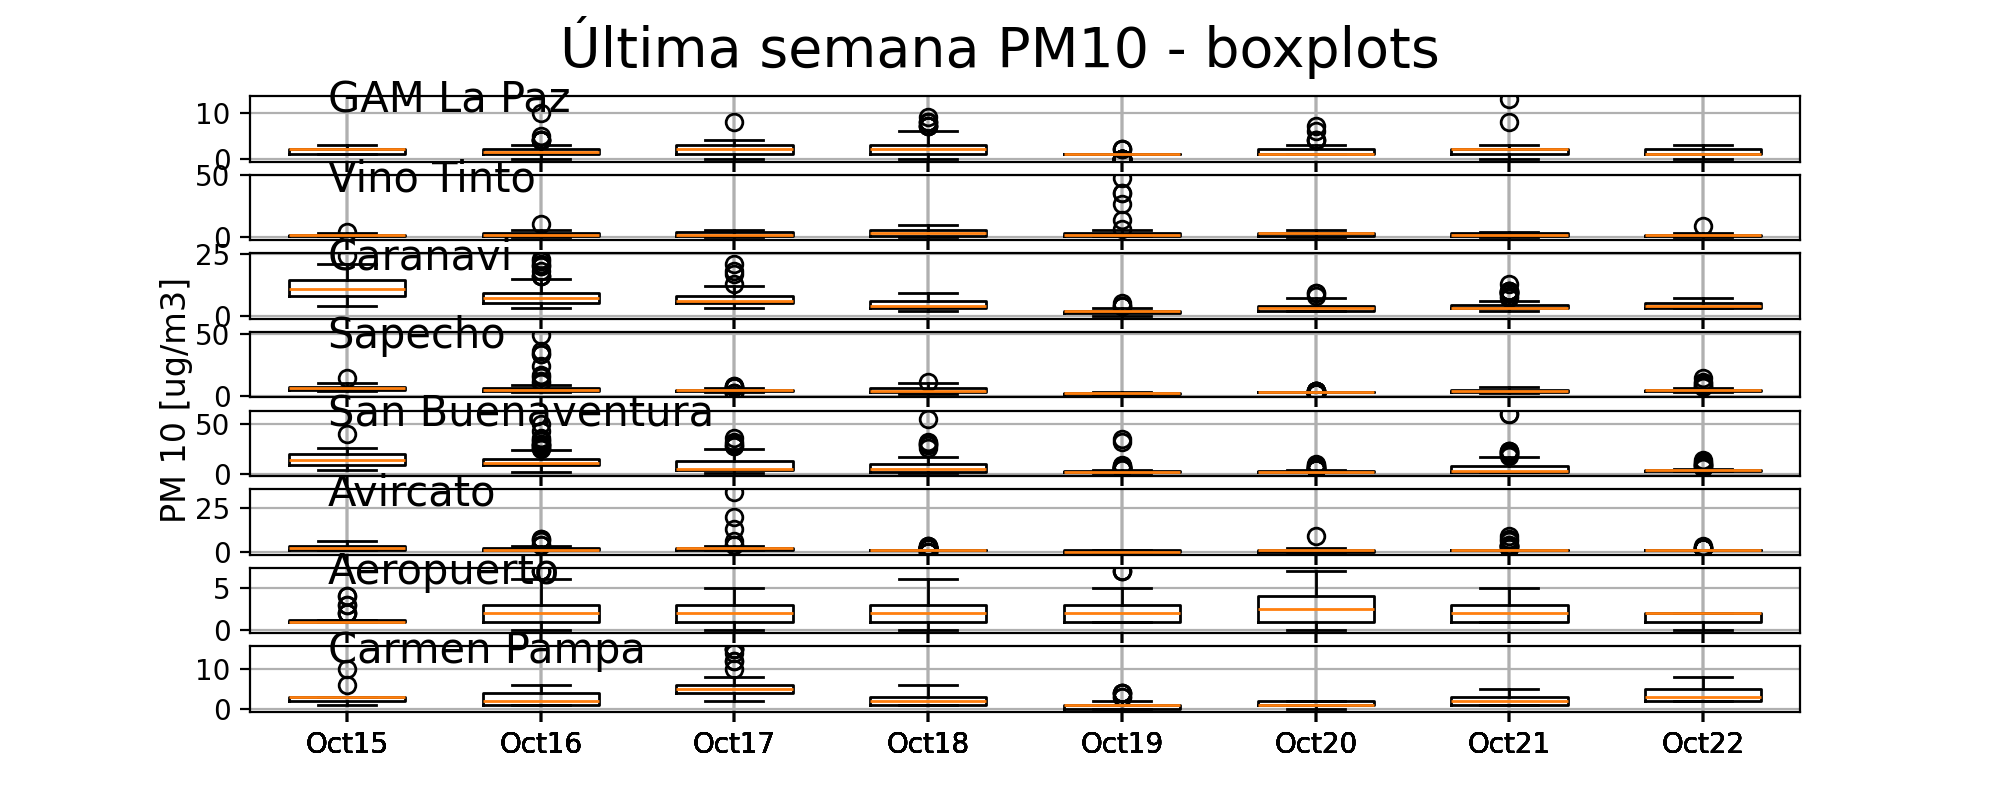 Última semana PM10 - boxplots
GAM La Paz
10
0
Vino Tinto
50
0
Caranavi
25
0
Sapecho
50
0
San Buenaventura
50
0
Avircato
25
0
Aeropuerto
5
0
Carmen Pampa
10
0
PM 10 [ug/m3]
Oct15 Oct16 Oct17 Oct18 Oct19 Oct20 Oct21 Oct22